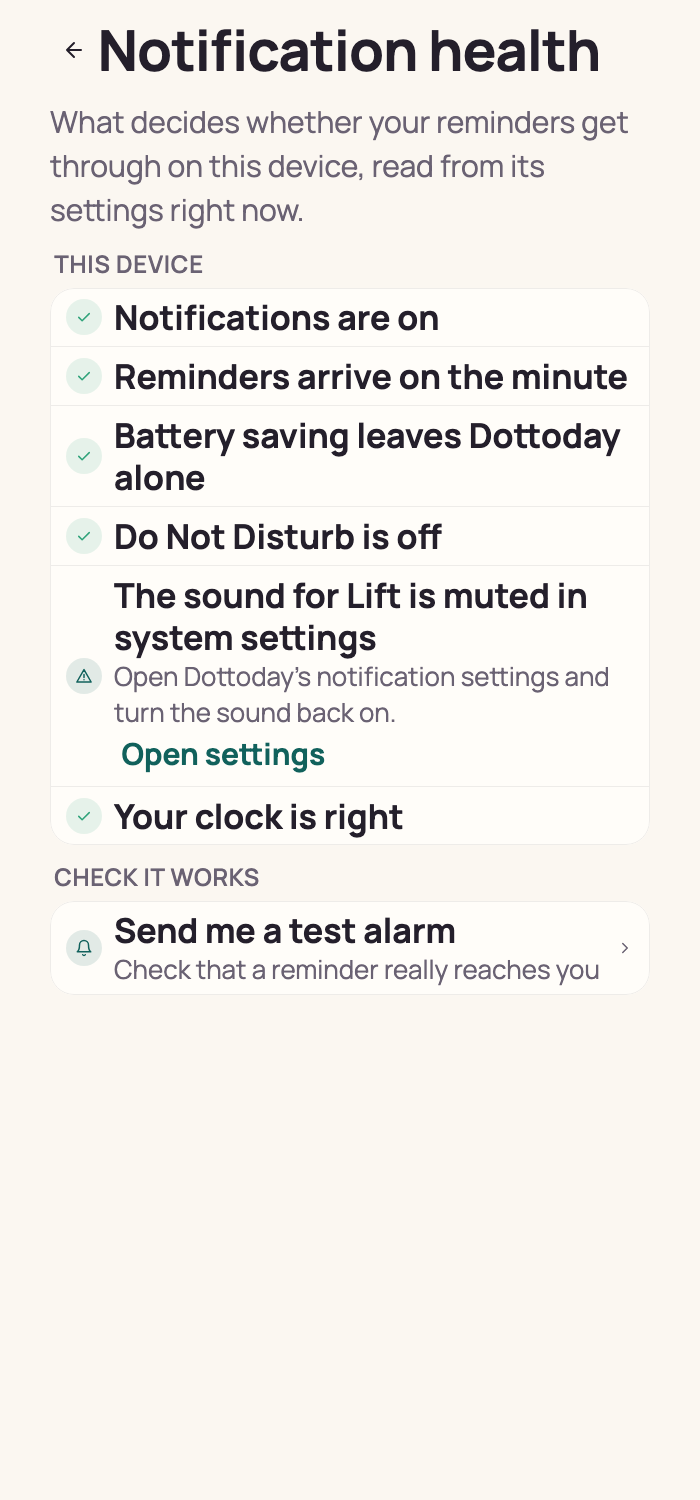 Notification health
What decides whether your reminders get
through on this device, read from its
settings right now.
THIS DEVICE
Notifications are on
Reminders arrive on the minute
Battery saving leaves Dottoday
alone
Do Not Disturb is off
The sound for Lift is muted in
system settings
Open Dottoday’s notification settings and
turn the sound back on.
Open settings
Your clock is right
CHECK IT WORKS
Send me a test alarm
Check that a reminder really reaches you